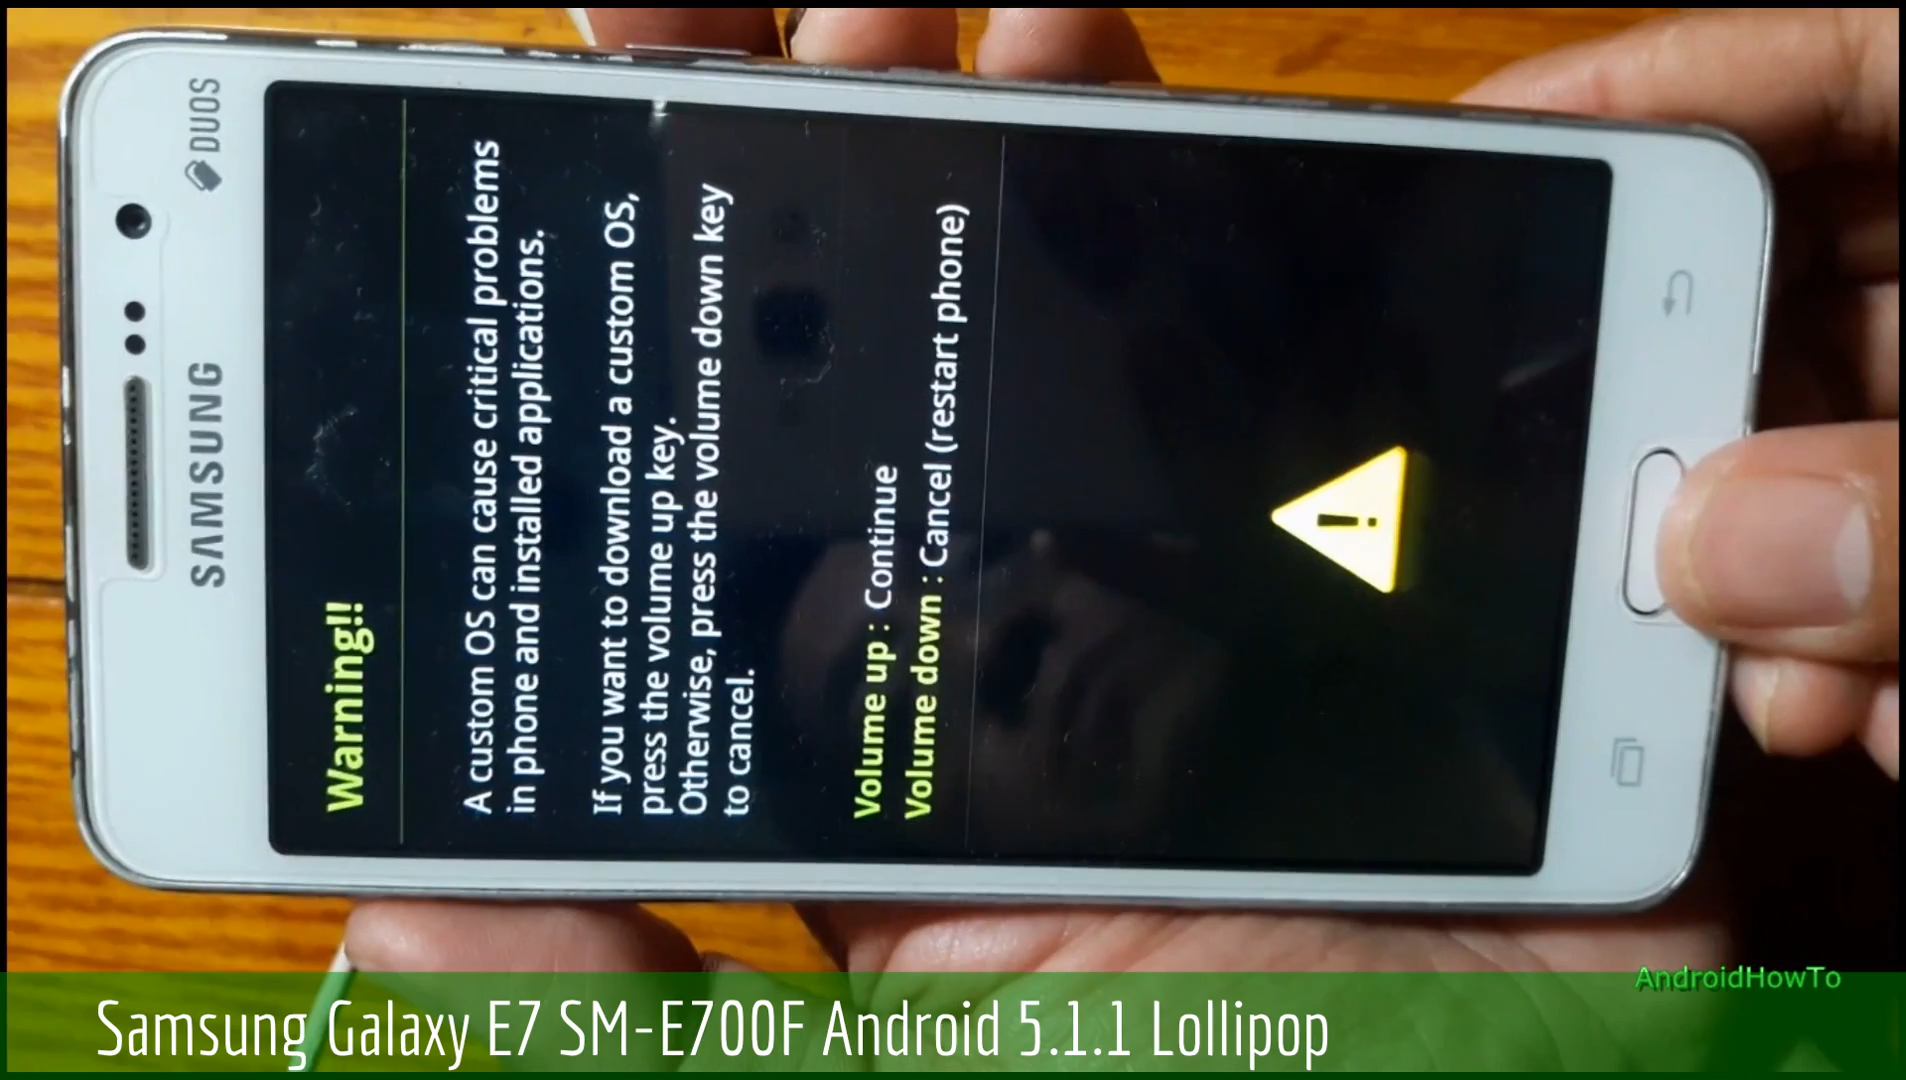 DUOS
SAMSUNG
Warning!!
A custom OS can cause critical problems
in phone and installed applications.
If you want to download a custom OS,
press the volume up key.
Otherwise, press the volume down key
to cancel.
Volume up : Continue
Volume down : Cancel (restart phone)
AndroidHowTo
Samsung Galaxy E7 SM-E700F Android 5.1.1 Lollipop